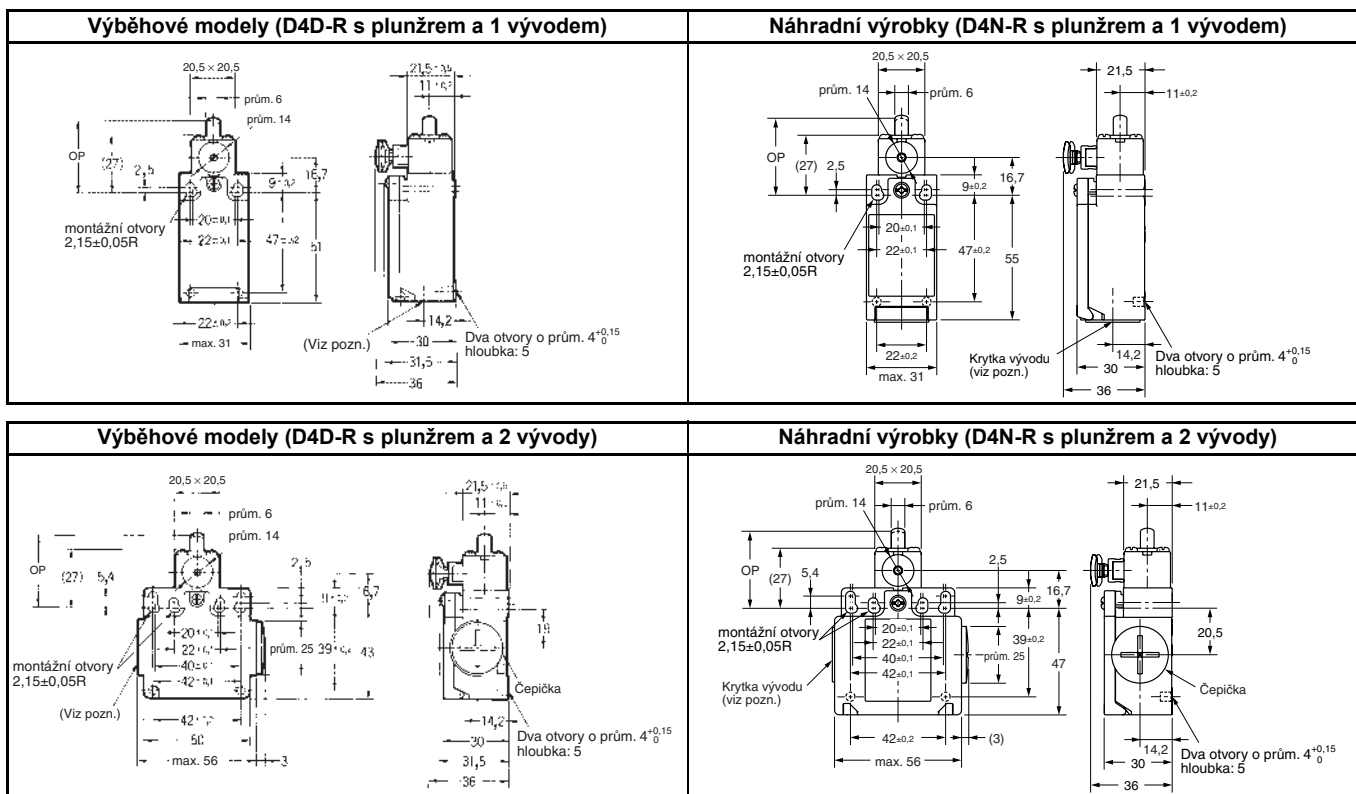 Výběhové modely (D4D-R s plunžrem a 1 vývodem)
20,5 × 20,5
prům. 6
prům. 14
OP
(27)
2,5
16,7
montážní otvory
2,15±0,05R
22
max. 31
21,5
11
14,2
30
31,5
36
(Viz pozn.)
Dva otvory o prům. 4 +0,15 0
hloubka: 5
Náhradní výrobky (D4N-R s plunžrem a 1 vývodem)
20,5 × 20,5
prům. 14
prům. 6
OP
(27)
2,5
9±0,2
16,7
20±0,1
22±0,1
47±0,2
55
montážní otvory
2,15±0,05R
22±0,2
max. 31
21,5
11±0,2
Krytka vývodu
(viz pozn.)
14,2
30
36
Dva otvory o prům. 4 +0,15 0
hloubka: 5
Výběhové modely (D4D-R s plunžrem a 2 vývody)
20,5 × 20,5
prům. 6
prům. 14
OP
(27)
5,4
2,5
prům. 25
43
montážní otvory
2,15±0,05R
(Viz pozn.)
max. 56
3
21,5
11
Čepička
14,2
30
31,5
36
Dva otvory o prům. 4 +0,15 0
hloubka: 5
Náhradní výrobky (D4N-R s plunžrem a 2 vývody)
20,5 × 20,5
prům. 14
prům. 6
OP
(27)
5,4
2,5
9±0,2
16,7
montážní otvory
2,15±0,05R
20±0,1
22±0,1
40±0,1
42±0,1
prům. 25
39±0,2
47
Krytka vývodu
(viz pozn.)
42±0,2
(3)
max. 56
21,5
11±0,2
20,5
Čepička
14,2
30
36
Dva otvory o prům. 4 +0,15 0
hloubka: 5